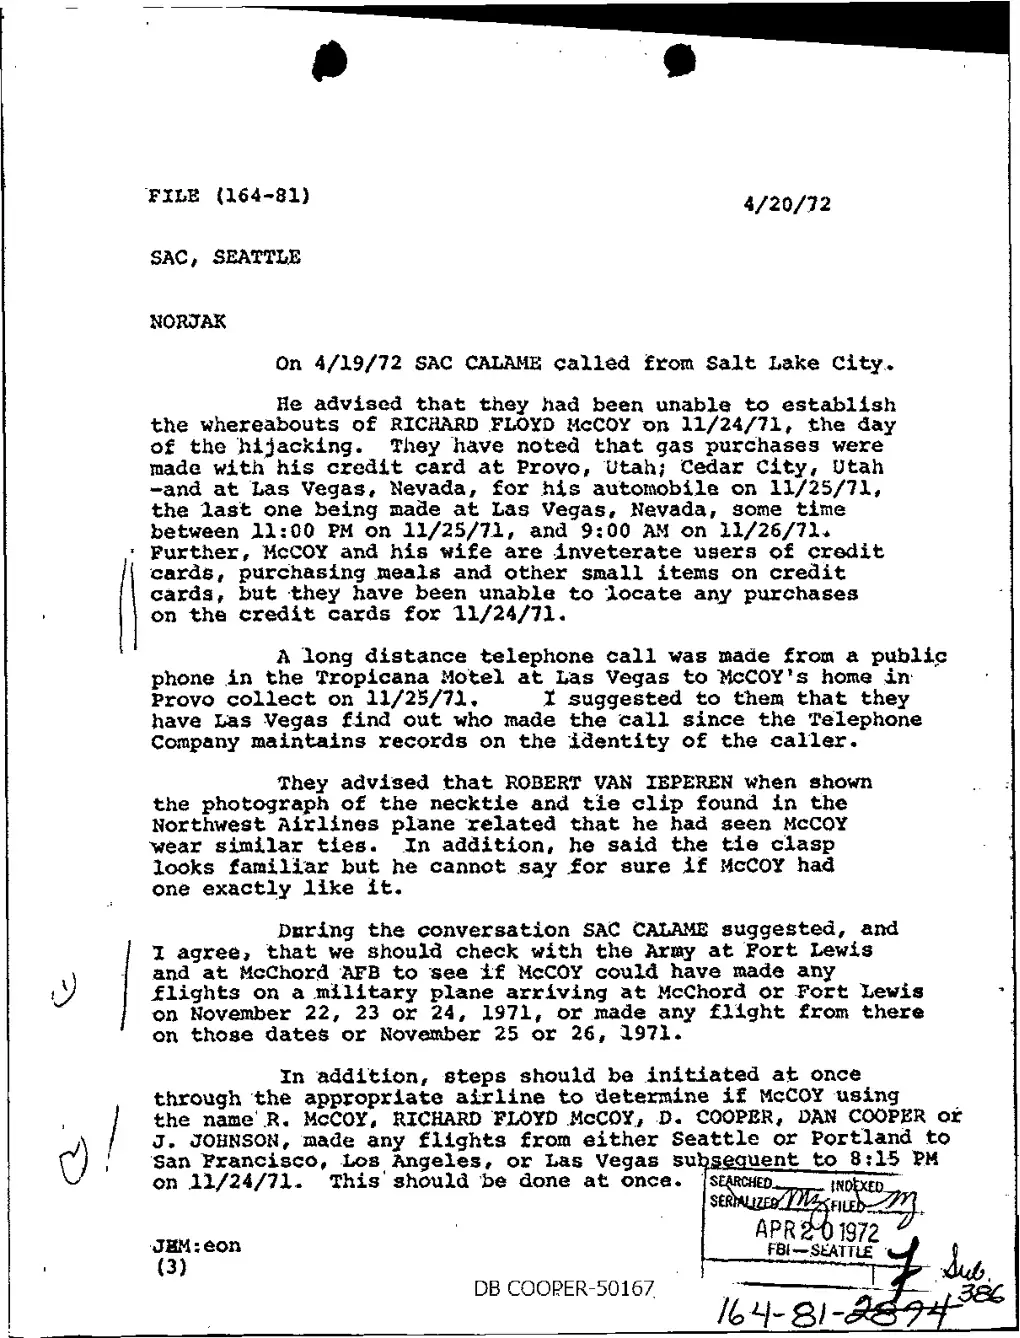 FILE (164-81)
4/20/72
SAC, SEATTLE
NORJAK
On 4/19/72 SAC CALAME called from Salt Lake City.
He advised that they had been unable to establish
the whereabouts of RICHARD FLOYD McCOY on 11/24/71, the day
of the hijacking. They have noted that gas purchases were
made with his credit card at Provo, Utah; Cedar City, Utah
-and at Las Vegas, Nevada, for his automobile on 11/25/71,
the last one being made at Las Vegas, Nevada, some time
between 11:00 PM on 11/25/71, and 9:00 AM on 11/26/71.
Further, McCOY and his wife are inveterate users of credit
cards, purchasing meals and other small items on credit
cards, but they have been unable to locate any purchases
on the credit cards for 11/24/71.
A long distance telephone call was made from a public
phone in the Tropicana Motel at Las Vegas to McCOY's home in
Provo collect on 11/25/71. I suggested to them that they
have Las Vegas find out who made the call since the Telephone
Company maintains records on the identity of the caller.
They advised that ROBERT VAN IEPEREN when shown
the photograph of the necktie and tie clip found in the
Northwest Airlines plane related that he had seen McCOY
wear similar ties. In addition, he said the tie clasp
looks familiar but he cannot say for sure if McCOY had
one exactly like it.
During the conversation SAC CALAME suggested, and
I agree, that we should check with the Army at Fort Lewis
and at McChord AFB to see if McCOY could have made any
flights on a military plane arriving at McChord or Fort Lewis
on November 22, 23 or 24, 1971, or made any flight from there
on those dates or November 25 or 26, 1971.
1
In addition, steps should be initiated at once
through the appropriate airline to determine if McCOY using
the name R. McCOY, RICHARD FLOYD McCOY, D. COOPER, DAN COOPER or
J. JOHNSON, made any flights from either Seattle or Portland to
San Francisco, Los Angeles, or Las Vegas subsequent to 8:15 PM
on 11/24/71. This should be done at once.
SEARCHED INDEXED
SERIALIZED FILED
APR 20 1972
FBI - SEATTLE
JEM:eon
(3)
DB COOPER-50167
Sub.
386
164-81-2894